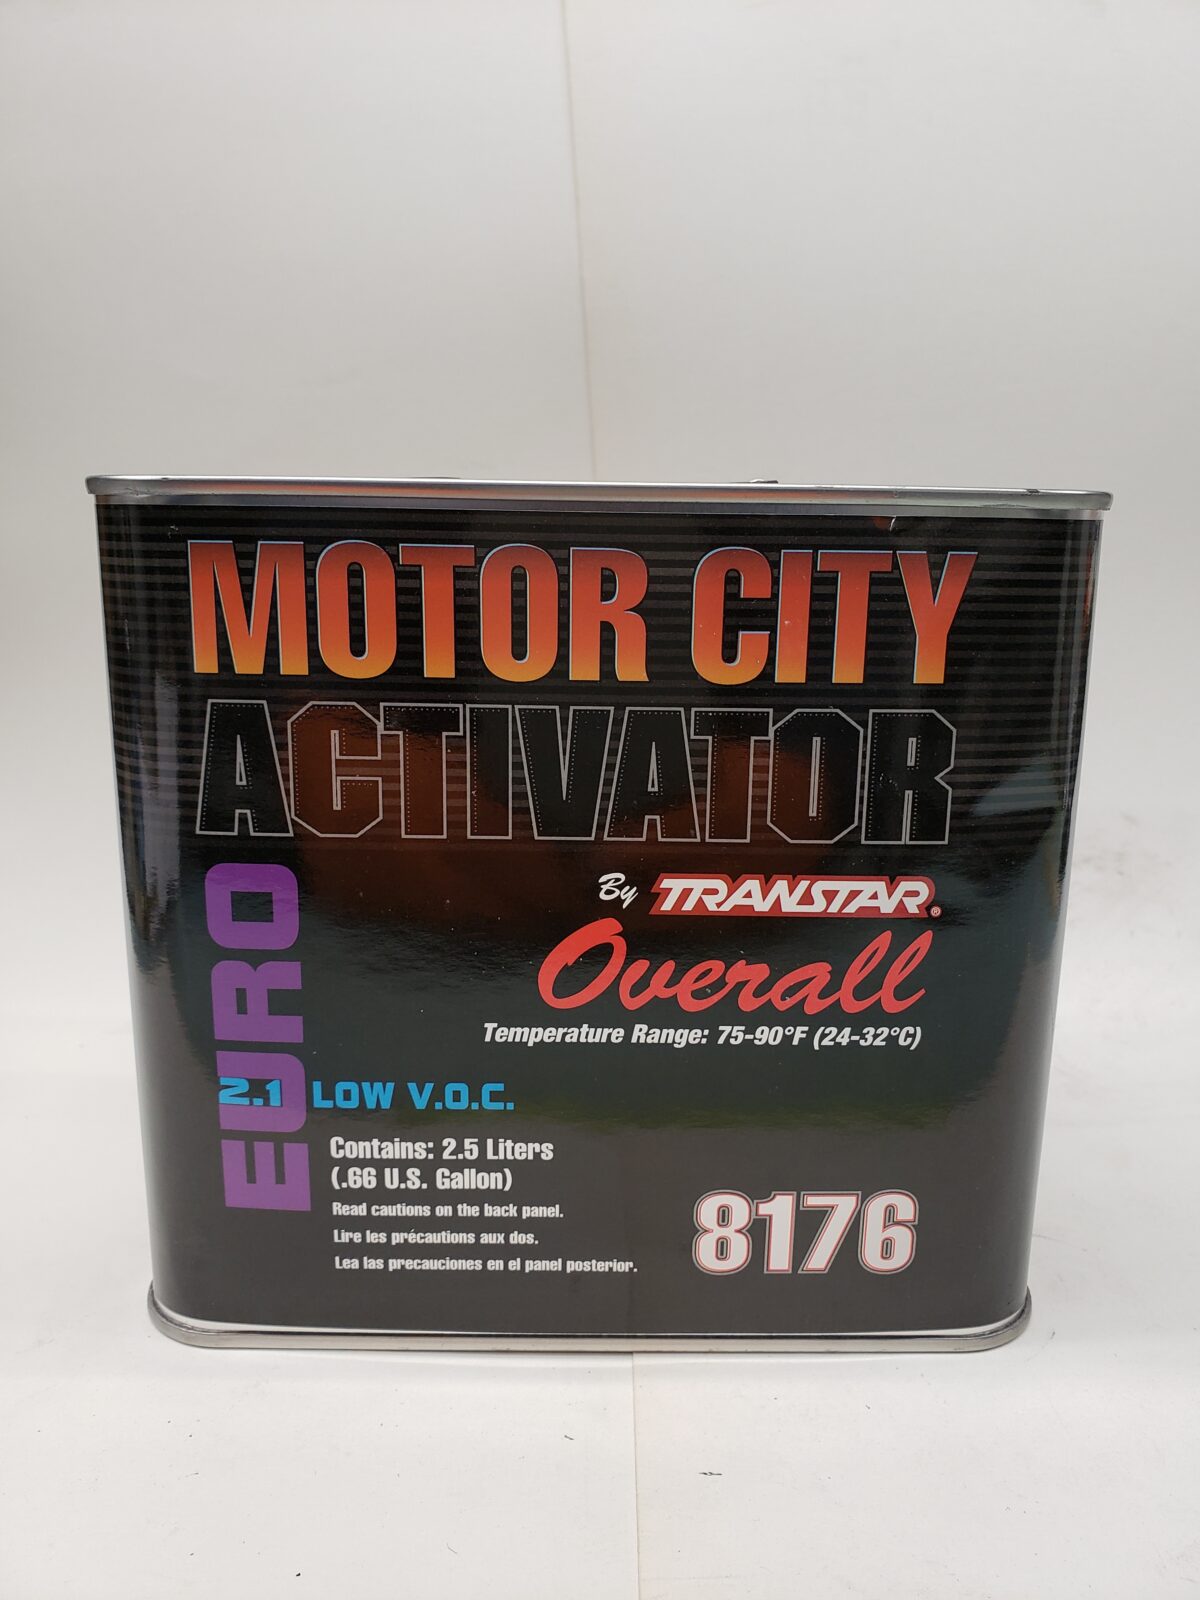 MOTOR CITY
ACTIVATOR
By TRANSTAR®
Overall
Temperature Range: 75-90°F (24-32°C)
EURO
2.1 LOW V.O.C.
Contains: 2.5 Liters
(.66 U.S. Gallon)
Read cautions on the back panel.
Lire les précautions aux dos.
Lea las precauciones en el panel posterior.
8176